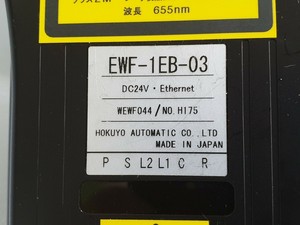 波長 655nm
EWF-1EB-03
DC24V・Ethernet
WEWF044/NO.H175
HOKUYO AUTOMATIC CO.,LTD
MADE IN JAPAN
P S L2 L1 C R